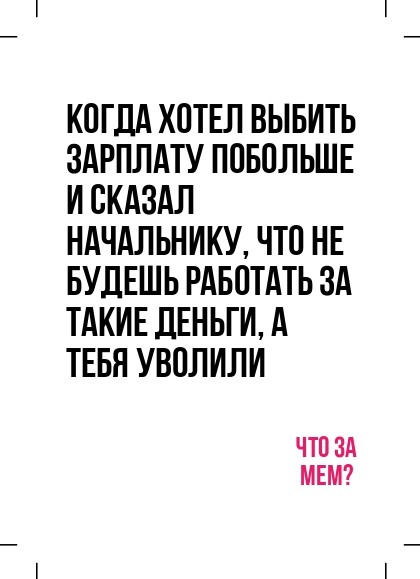 КОГДА ХОТЕЛ ВЫБИТЬ
ЗАРПЛАТУ ПОБОЛЬШЕ
И СКАЗАЛ
НАЧАЛЬНИКУ, ЧТО НЕ
БУДЕШЬ РАБОТАТЬ ЗА
ТАКИЕ ДЕНЬГИ, А
ТЕБЯ УВОЛИЛИ
ЧТО ЗА
МЕМ?